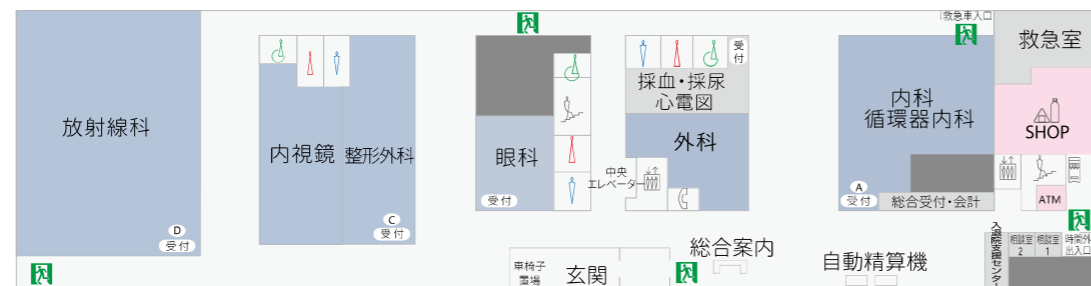 救急車入口
救急室
受付
採血・採尿
心電図
内科
循環器内科
SHOP
放射線科
内視鏡
整形外科
眼科
外科
中央
エレベーター
受付
A
受付
総合受付・会計
ATM
D
受付
C
受付
入退院支援センター
相談室
2
相談室
1
時間外
出入口
総合案内
車椅子
置場
玄関
自動精算機